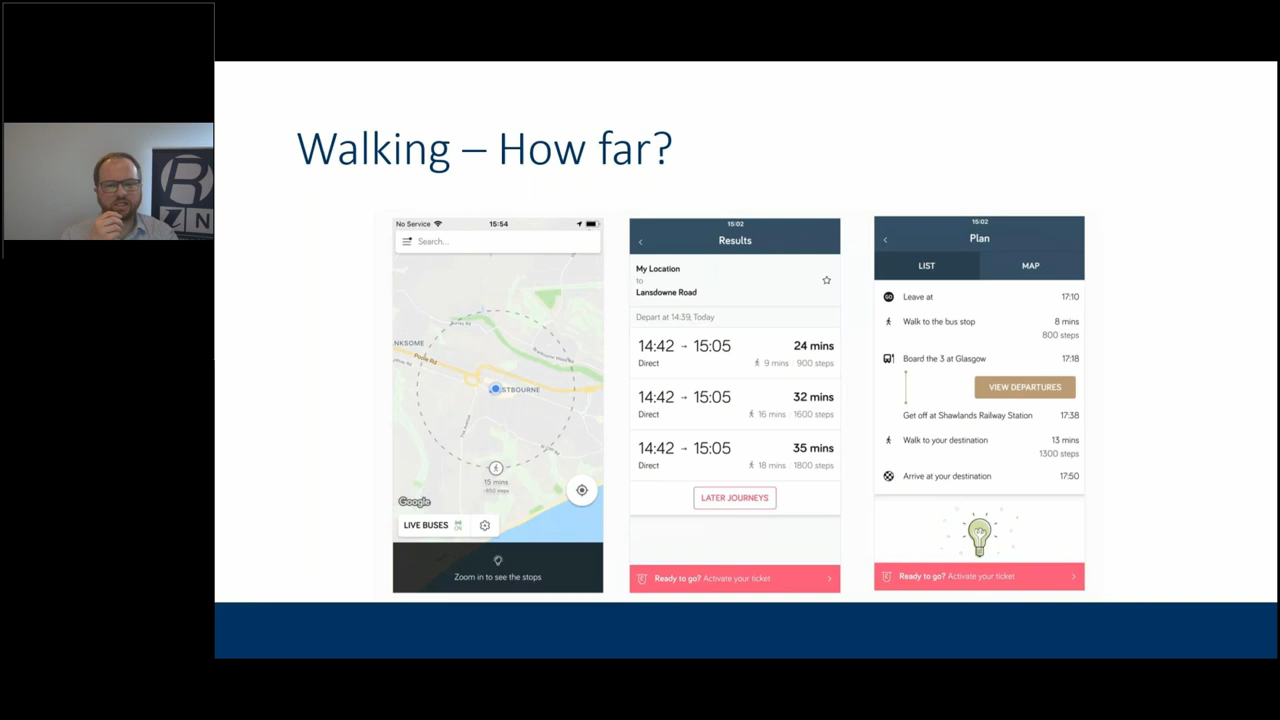 Walking – How far?
R
N
No Service 15:54
Search...
NKSOME
Poole Rd
STBOURNE
15 mins
Google
LIVE BUSES ON
Zoom in to see the stops
15:02
Results
My Location
to
Lansdowne Road
Depart at 14:39, Today
14:42 → 15:05 24 mins
Direct 9 mins 900 steps
14:42 → 15:05 32 mins
Direct 16 mins 1600 steps
14:42 → 15:05 35 mins
Direct 18 mins 1800 steps
LATER JOURNEYS
Ready to go? Activate your ticket
15:02
Plan
LIST MAP
GO Leave at 17:10
Walk to the bus stop 8 mins
800 steps
Board the 3 at Glasgow 17:18
VIEW DEPARTURES
Get off at Shawlands Railway Station 17:38
Walk to your destination 13 mins
1300 steps
Arrive at your destination 17:50
Ready to go? Activate your ticket